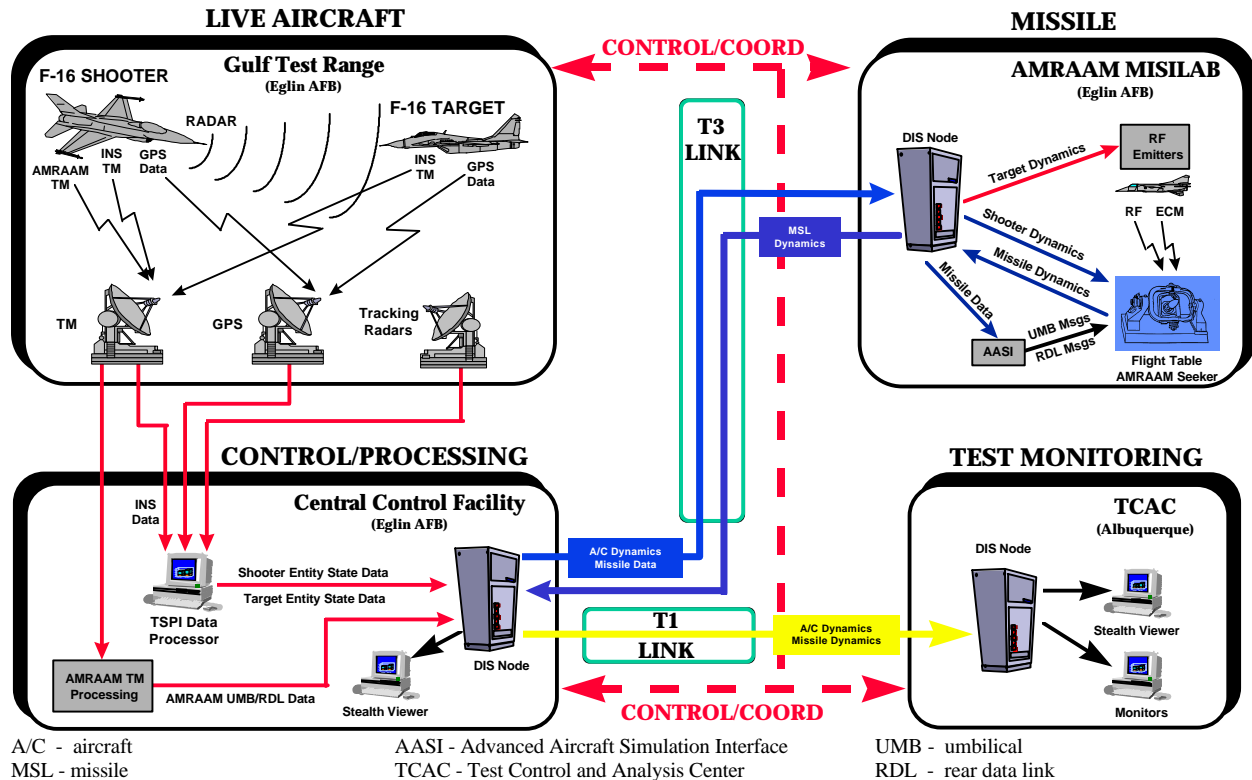 LIVE AIRCRAFT
Gulf Test Range
(Eglin AFB)
F-16 SHOOTER
F-16 TARGET
RADAR
AMRAAM
TM
INS
TM
GPS
Data
INS
TM
GPS
Data
TM
GPS
Tracking
Radars
CONTROL/COORD
T3
LINK
MSL
Dynamics
MISSILE
AMRAAM MISILAB
(Eglin AFB)
DIS Node
Target Dynamics
RF
Emitters
RF
ECM
Shooter Dynamics
Missile Dynamics
Missile Data
AASI
UMB Msgs
RDL Msgs
Flight Table
AMRAAM Seeker
CONTROL/PROCESSING
Central Control Facility
(Eglin AFB)
INS
Data
TSPI Data
Processor
Shooter Entity State Data
Target Entity State Data
AMRAAM TM
Processing
AMRAAM UMB/RDL Data
Stealth Viewer
DIS Node
A/C Dynamics
Missile Data
T1
LINK
A/C Dynamics
Missile Dynamics
CONTROL/COORD
TEST MONITORING
TCAC
(Albuquerque)
DIS Node
Stealth Viewer
Monitors
A/C - aircraft
MSL - missile
AASI - Advanced Aircraft Simulation Interface
TCAC - Test Control and Analysis Center
UMB - umbilical
RDL - rear data link